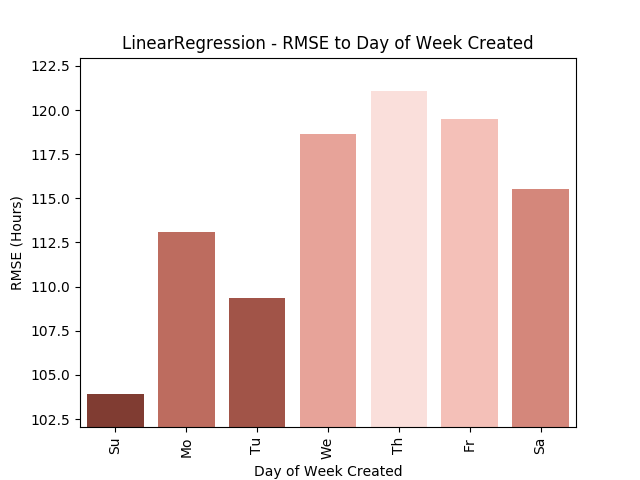 LinearRegression - RMSE to Day of Week Created
122.5
120.0
117.5
115.0
112.5
110.0
107.5
105.0
102.5
RMSE (Hours)
Su
Mo
Tu
We
Th
Fr
Sa
Day of Week Created